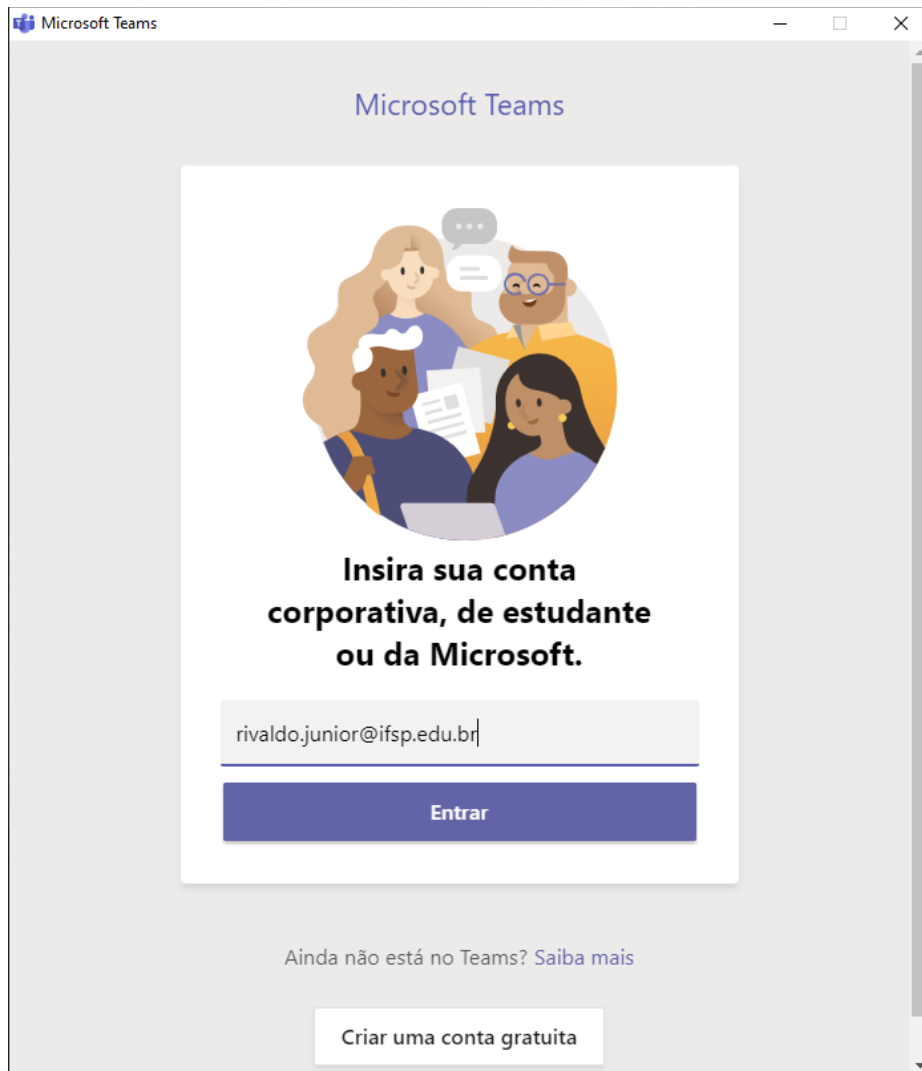 Microsoft Teams
Microsoft Teams
Insira sua conta
corporativa, de estudante
ou da Microsoft.
rivaldo.junior@ifsp.edu.br
Entrar
Ainda não está no Teams? Saiba mais
Criar uma conta gratuita